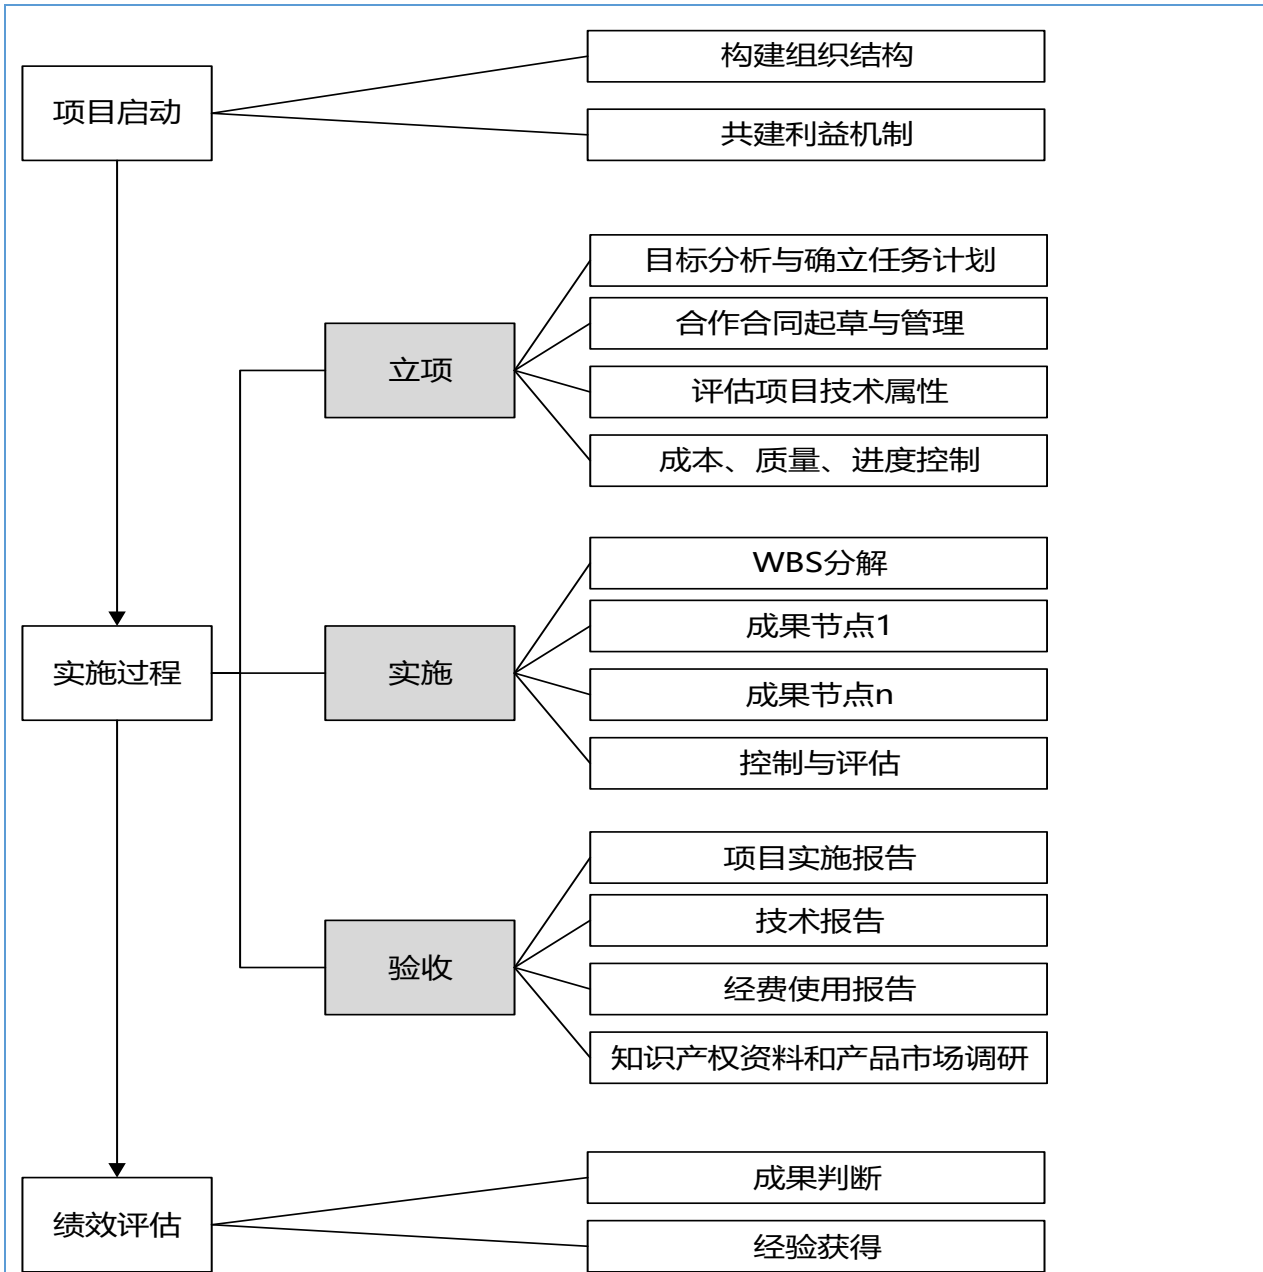 项目启动
构建组织结构
共建利益机制
立项
目标分析与确立任务计划
合作合同起草与管理
评估项目技术属性
成本、质量、进度控制
实施过程
实施
WBS分解
成果节点1
成果节点n
控制与评估
验收
项目实施报告
技术报告
经费使用报告
知识产权资料和产品市场调研
绩效评估
成果判断
经验获得